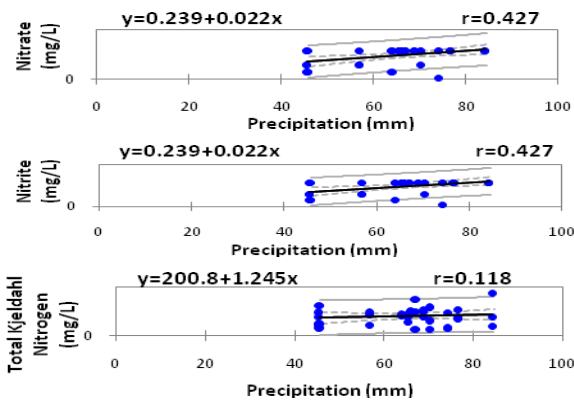 y=0.239+0.022x r=0.427
Nitrate
(mg/L)
0
0 20 40 60 80 100
Precipitation (mm)
y=0.239+0.022x r=0.427
Nitrite
(mg/L)
0
0 20 40 60 80 100
Precipitation (mm)
y=200.8+1.245x r=0.118
Total Kjeldahl
Nitrogen
(mg/L)
0
0 20 40 60 80 100
Precipitation (mm)